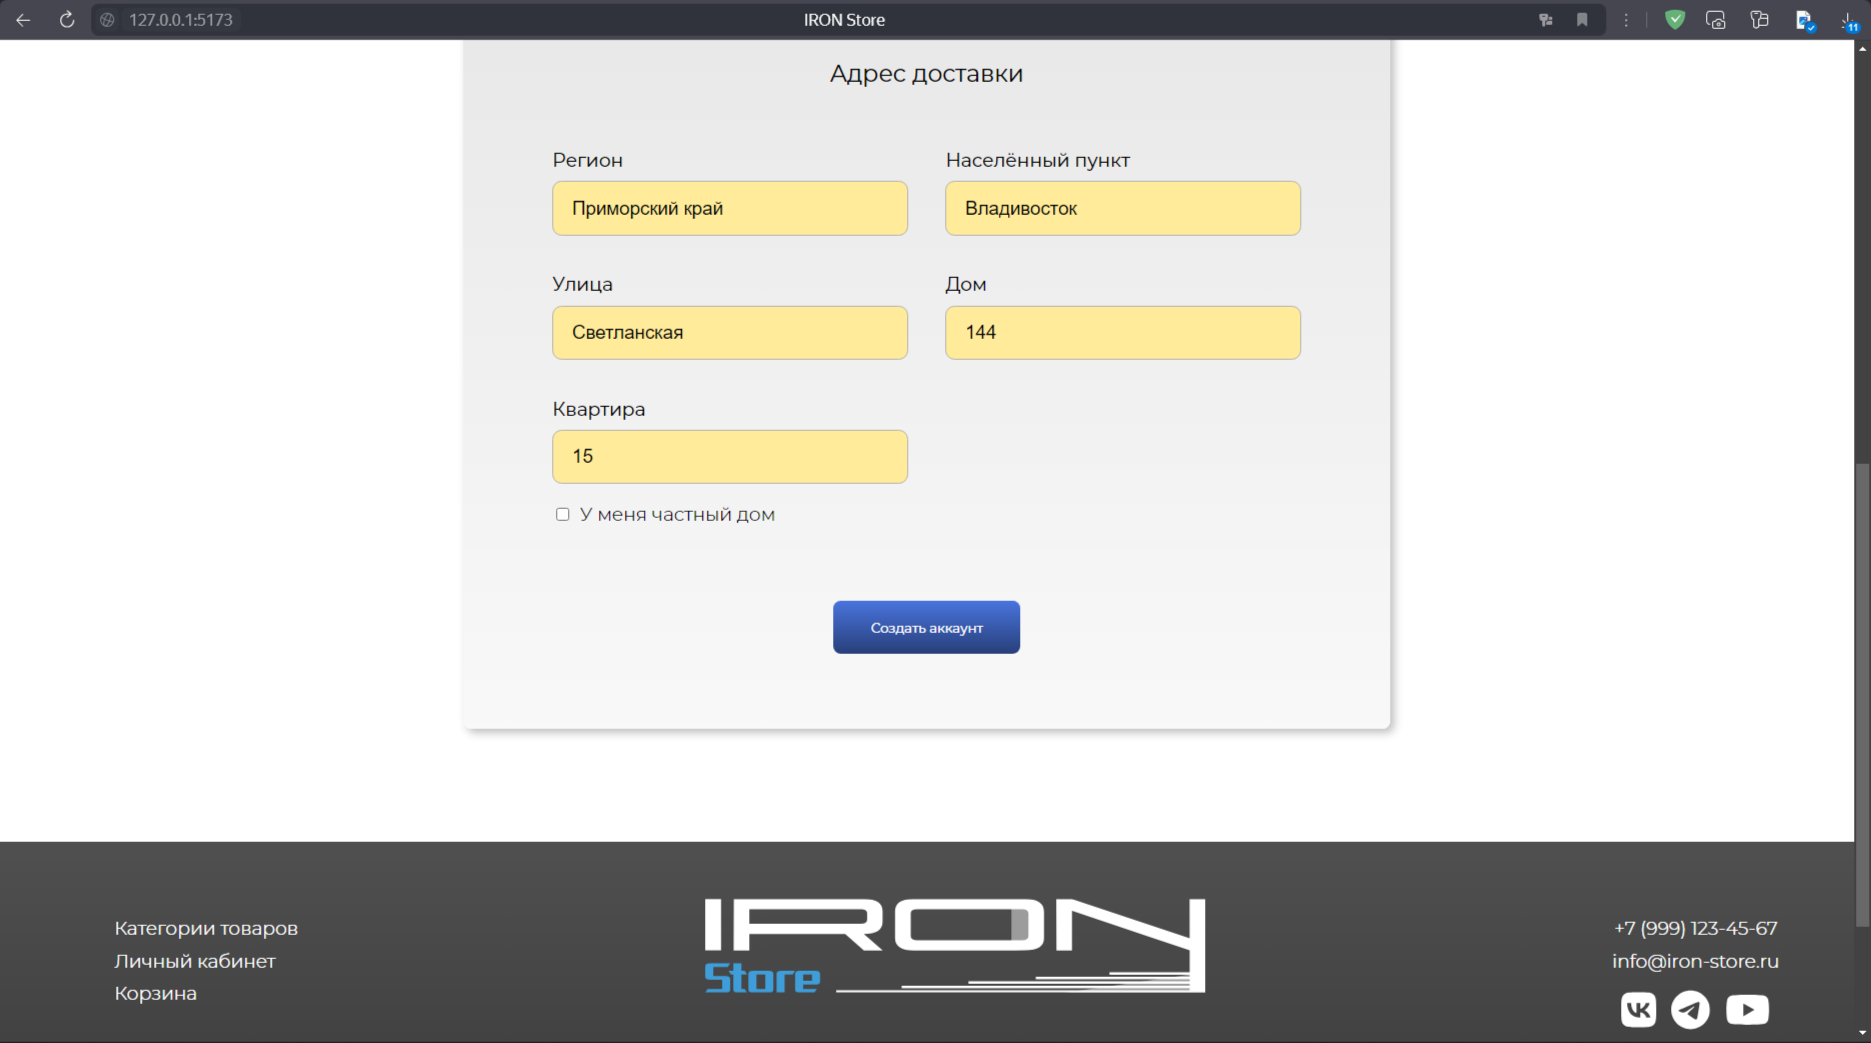 127.0.0.1:5173
IRON Store
11
Адрес доставки
Регион
Населённый пункт
Приморский край
Владивосток
Улица
Дом
Светланская
144
Квартира
15
У меня частный дом
Создать аккаунт
Категории товаров
Личный кабинет
Корзина
IRON
Store
+7 (999) 123-45-67
info@iron-store.ru